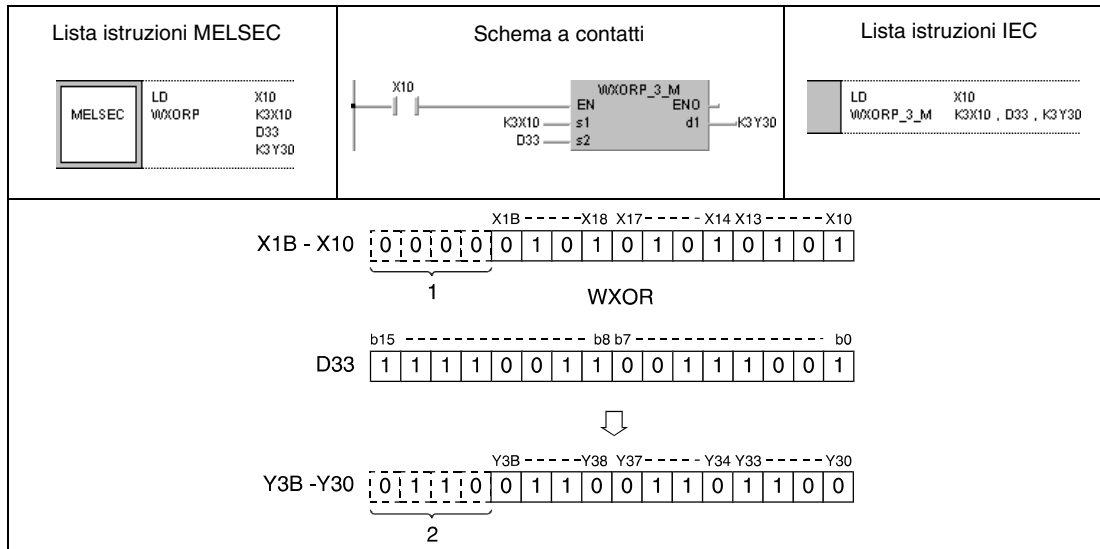 Lista istruzioni MELSEC
Schema a contatti
Lista istruzioni IEC
MELSEC
LD X10
WXORP K3X10
D33
K3Y30
X10
WXORP_3_M
EN ENO
K3X10 s1 d1 K3Y30
D33 s2
LD X10
WXORP_3_M K3X10 , D33 , K3Y30
X1B X18 X17 X14 X13 X10
X1B - X10 0 0 0 0 0 1 0 1 0 1 0 1 0 1 0 1
1
WXOR
b15 b8 b7 b0
D33 1 1 1 1 0 0 1 1 0 0 1 1 1 0 0 1
Y3B Y38 Y37 Y34 Y33 Y30
Y3B -Y30 0 1 1 0 0 1 1 0 0 1 1 0 1 1 0 0
2